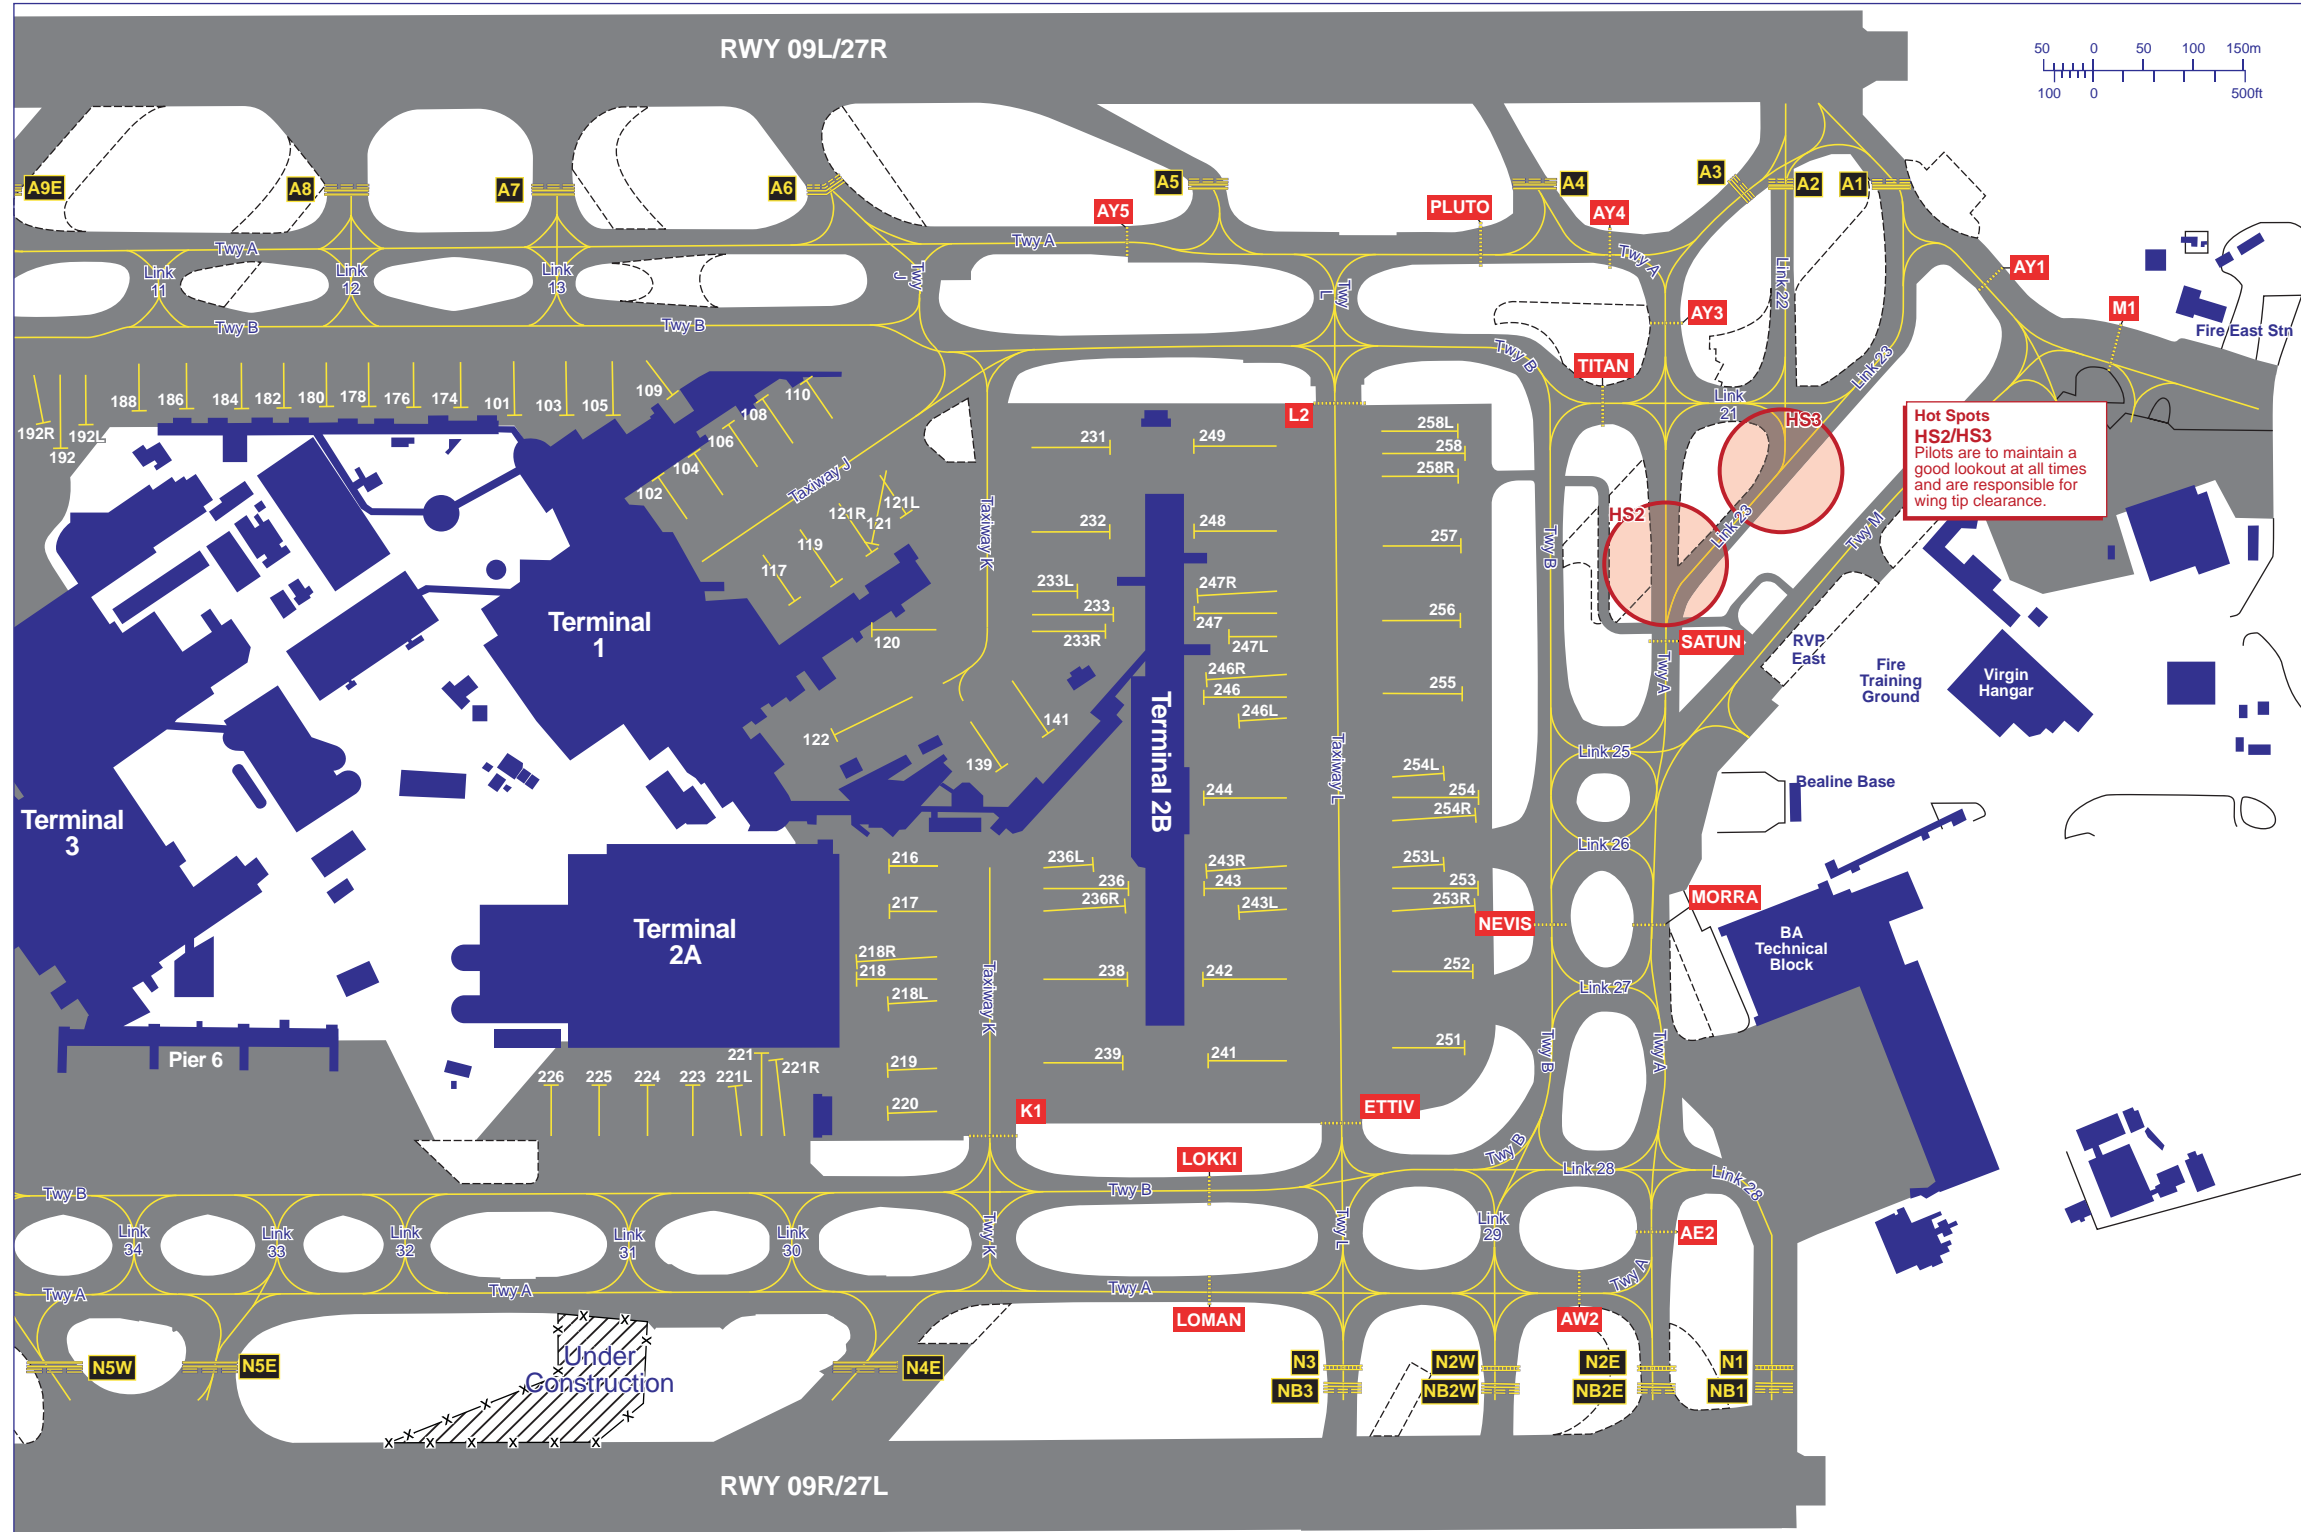 RWY 09L/27R
50 0 50 100 150m
100 0 500ft
A9E
A8
A7
A6
A5
A4
A3
A2
A1
AY5
PLUTO
AY4
AY1
M1
AY3
TITAN
L2
Twy A
Twy A
Twy A
Link
11
Link
12
Link
13
Twy
J
Twy
L
Link 22
Twy B
Twy B
Twy B
Link
21
Link 23
Link 23
Fire East Stn
Hot Spots
HS2/HS3
Pilots are to maintain a
good lookout at all times
and are responsible for
wing tip clearance.
HS3
HS2
192R
192
192L
188
186
184
182
180
178
176
174
101
103
105
109
110
108
106
104
102
Taxiway J
121L
121R
121
119
117
120
122
139
141
Taxiway K
231
249
232
248
233L
233
233R
247R
247
247L
246R
246
246L
244
258L
258
258R
257
256
255
254L
254
254R
253L
253
253R
252
251
243R
243
243L
242
241
236L
236
236R
238
239
216
217
218R
218
218L
219
220
221
221L
221R
223
224
225
226
Terminal
1
Terminal
3
Terminal
2A
Terminal 2B
Pier 6
Taxiway L
Taxiway K
Twy B
Twy M
SATUN
Twy A
RVP
East
Fire
Training
Ground
Virgin
Hangar
Link 25
Bealine Base
Link 26
NEVIS
MORRA
BA
Technical
Block
Link 27
Twy B
Twy A
K1
ETTIV
LOKKI
Twy B
Link 28
Link 28
Twy B
Twy B
Link
34
Link
33
Link
32
Link
31
Link
30
Twy K
Twy L
Link
29
AE2
Twy A
Twy A
Twy A
Twy A
LOMAN
AW2
N5W
N5E
Under
Construction
X X X X X X X X X X X X X X X
N4E
N3
NB3
N2W
NB2W
N2E
NB2E
N1
NB1
RWY 09R/27L